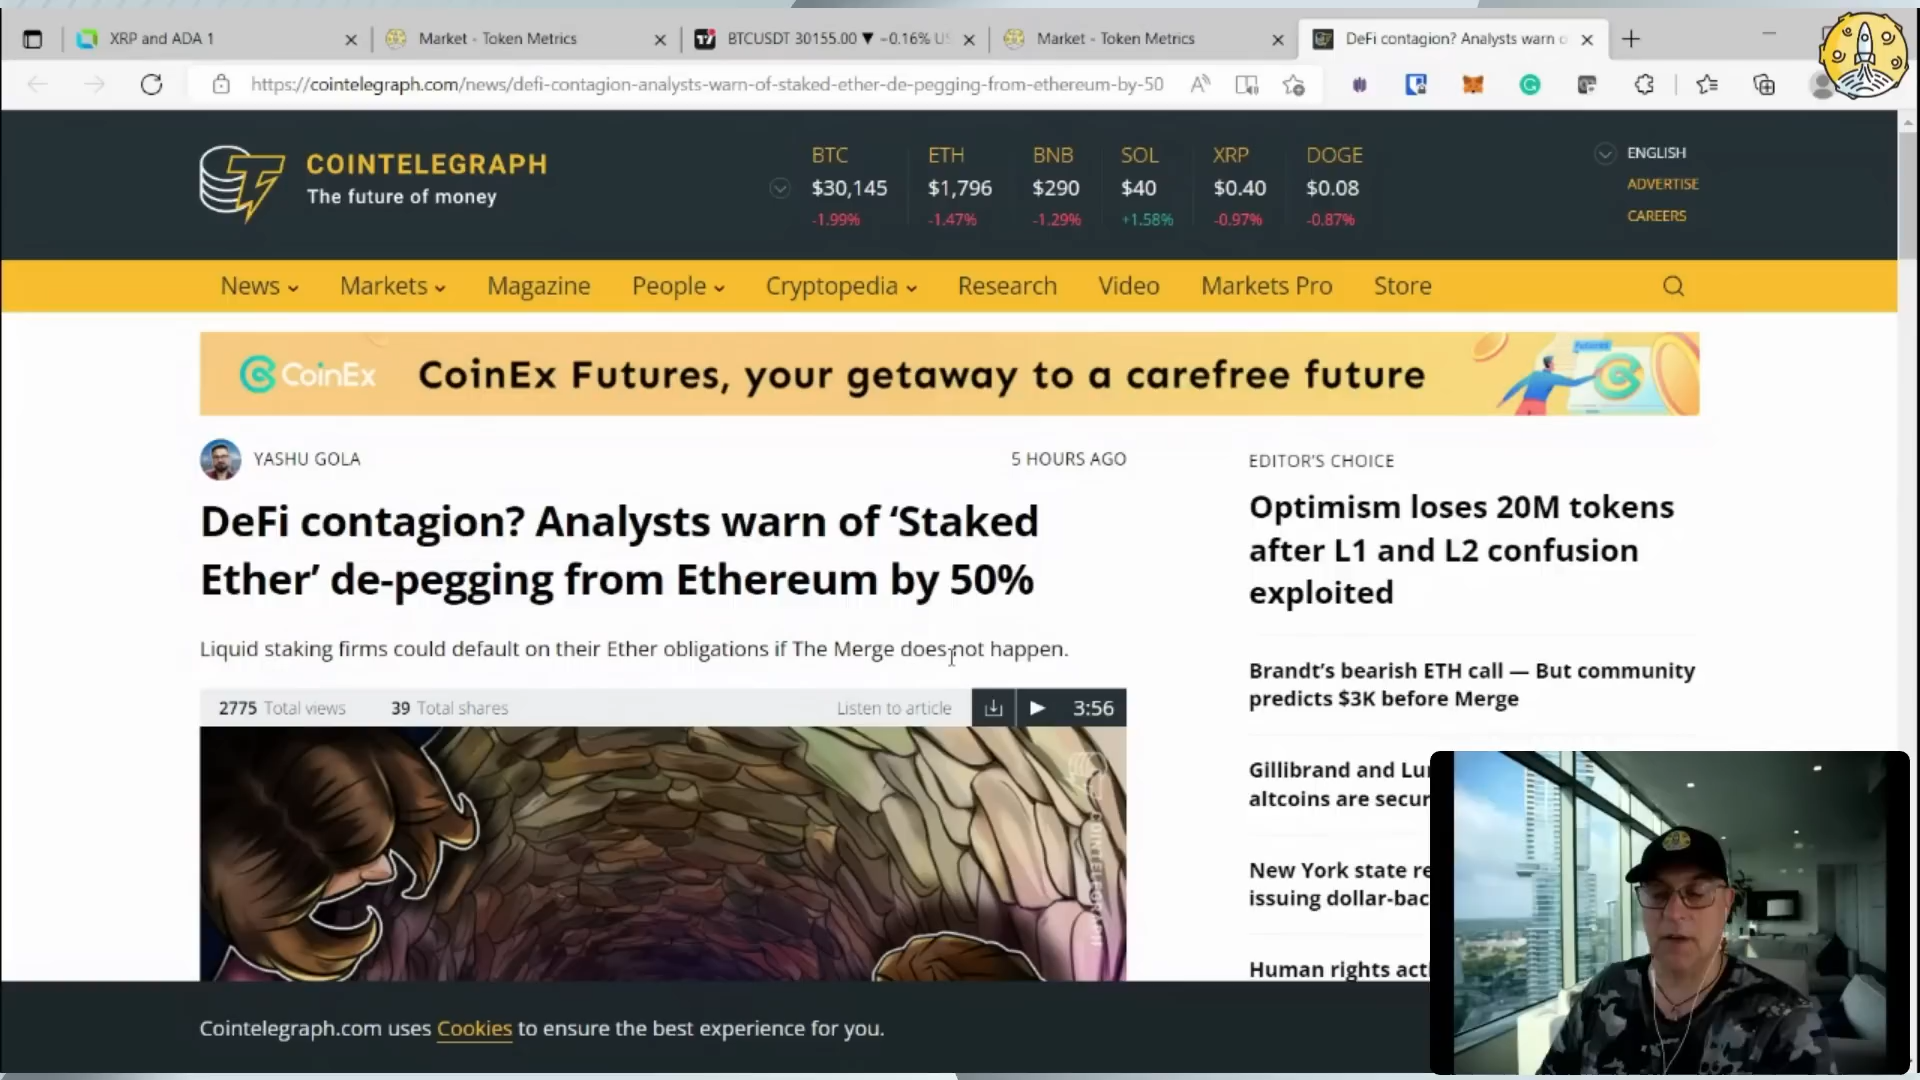 XRP and ADA 1
Market - Token Metrics
BTCUSDT 30155.00 ▼ −0.16%
Market - Token Metrics
DeFi contagion? Analysts warn o
https://cointelegraph.com/news/defi-contagion-analysts-warn-of-staked-ether-de-pegging-from-ethereum-by-50
COINTELEGRAPH
The future of money
BTC ETH BNB SOL XRP DOGE
$30,145 $1,796 $290 $40 $0.40 $0.08
-1.99% -1.47% -1.29% +1.58% -0.97% -0.87%
ENGLISH
ADVERTISE
CAREERS
News Markets Magazine People Cryptopedia Research Video Markets Pro Store
CoinEx CoinEx Futures, your getaway to a carefree future
Futures
YASHU GOLA
5 HOURS AGO
DeFi contagion? Analysts warn of ‘Staked
Ether’ de-pegging from Ethereum by 50%
Liquid staking firms could default on their Ether obligations if The Merge does not happen.
2775 Total views 39 Total shares Listen to article 3:56
COINTELEGRAPH
EDITOR’S CHOICE
Optimism loses 20M tokens
after L1 and L2 confusion
exploited
Brandt’s bearish ETH call — But community
predicts $3K before Merge
Gillibrand and Lu
altcoins are secur
New York state re
issuing dollar-bac
Human rights acti
Cointelegraph.com uses Cookies to ensure the best experience for you.